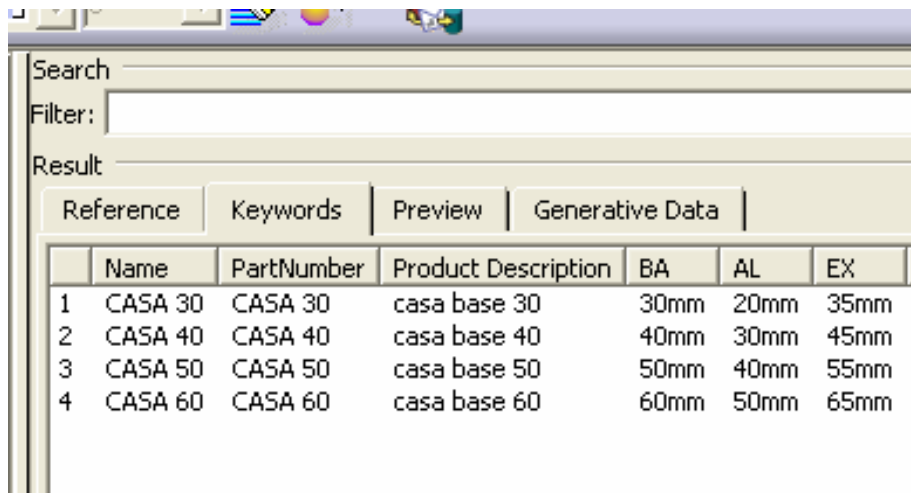 Search
Filter:
Result
Reference Keywords Preview Generative Data
Name PartNumber Product Description BA AL EX
1 CASA 30 CASA 30 casa base 30 30mm 20mm 35mm
2 CASA 40 CASA 40 casa base 40 40mm 30mm 45mm
3 CASA 50 CASA 50 casa base 50 50mm 40mm 55mm
4 CASA 60 CASA 60 casa base 60 60mm 50mm 65mm